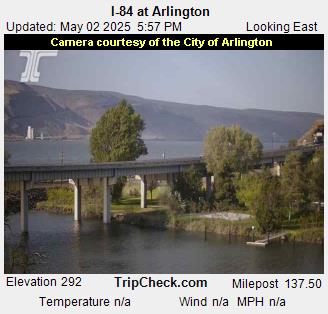 I-84 at Arlington
Updated: May 02 2025 5:57 PM Looking East
Camera courtesy of the City of Arlington
Elevation 292 TripCheck.com Milepost 137.50
Temperature n/a Wind n/a MPH n/a